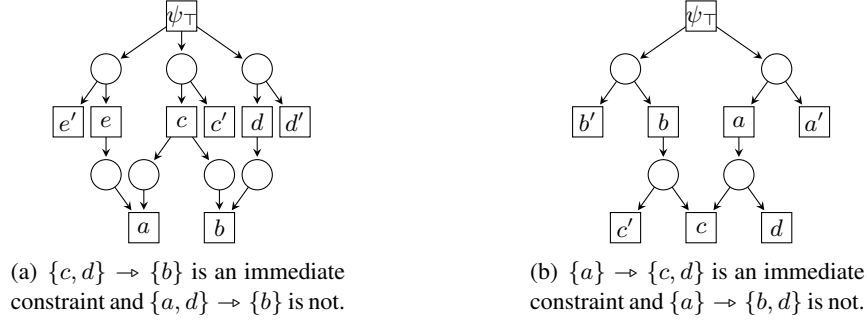 ψ⊤ ψ⊤
e′ e c c′ d d′ b′ b a a′
a b c′ c d
(a) {c, d} ⇾ {b} is an immediate
constraint and {a, d} ⇾ {b} is not.
(b) {a} ⇾ {c, d} is an immediate
constraint and {a} ⇾ {b, d} is not.